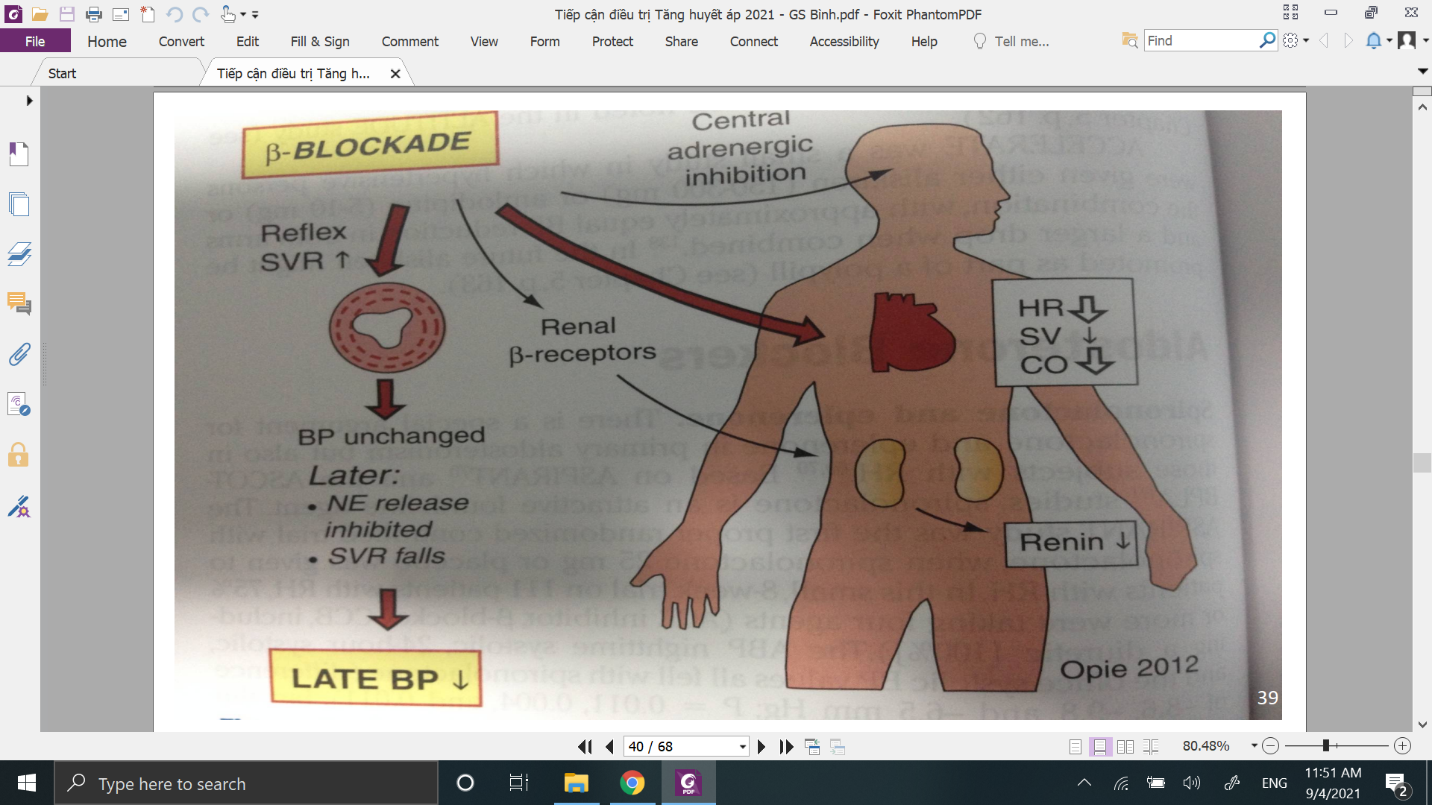 Tiếp cận điều trị Tăng huyết áp 2021 - GS Binh.pdf - Foxit PhantomPDF
File Home Convert Edit Fill & Sign Comment View Form Protect Share Connect Accessibility Help Tell me... Find
Start Tiếp cận điều trị Tăng h...
β-BLOCKADE
Central
adrenergic
inhibition
Reflex
SVR ↑
Renal
β-receptors
HR ⇩
SV ↓
CO ⇩
BP unchanged
Later:
• NE release
inhibited
• SVR falls
Renin ↓
LATE BP ↓
Opie 2012
39
40 / 68
80.48%
Type here to search
PDF
ENG
11:51 AM
9/4/2021
2